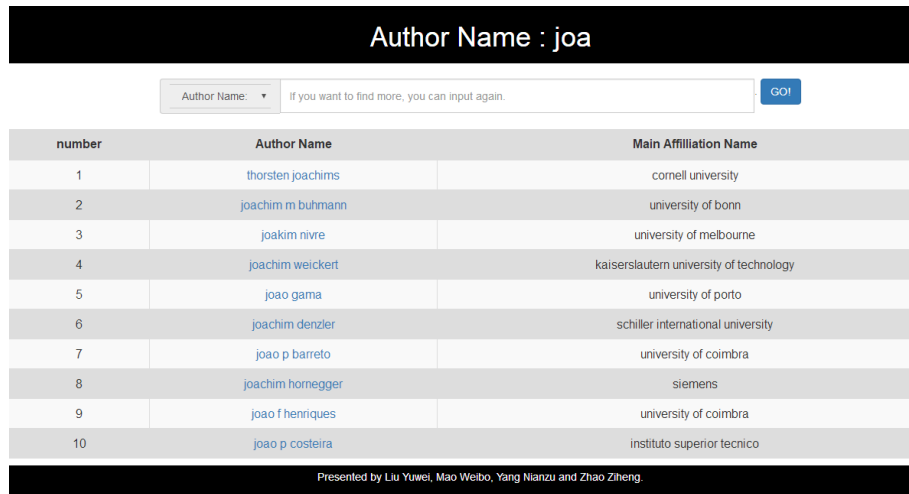 Author Name : joa
Author Name: ▼ If you want to find more, you can input again. GO!
number Author Name Main Affilliation Name
1 thorsten joachims cornell university
2 joachim m buhmann university of bonn
3 joakim nivre university of melbourne
4 joachim weickert kaiserslautern university of technology
5 joao gama university of porto
6 joachim denzler schiller international university
7 joao p barreto university of coimbra
8 joachim hornegger siemens
9 joao f henriques university of coimbra
10 joao p costeira instituto superior tecnico
Presented by Liu Yuwei, Mao Weibo, Yang Nianzu and Zhao Ziheng.